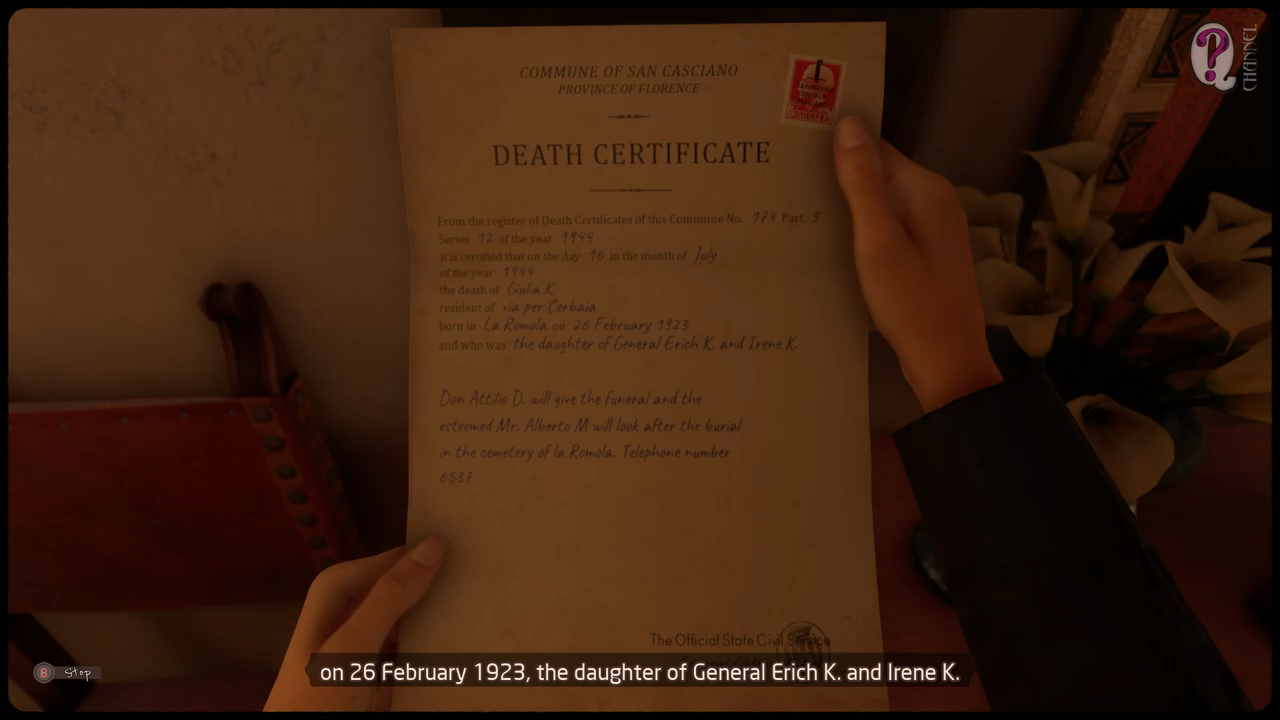 COMMUNE OF SAN CASCIANO
PROVINCE OF FLORENCE
DEATH CERTIFICATE
From the register of Death Certificates of this Commune No. 174 Part 3
Series 12 of the year 1944
it is certified that on the day 16 in the month of July
of the year 1944
the death of Giulia K.
resident of via per Cerbaia
born in La Romola on 26 February 1923
and who was the daughter of General Erich K. and Irene K.
Don Attilio D. will give the funeral and the
esteemed Mr. Alberto M will look after the burial
in the cemetery of la Romola. Telephone number
6537
The Official State Civil Service
on 26 February 1923, the daughter of General Erich K. and Irene K.
B Stop
? CHANNEL